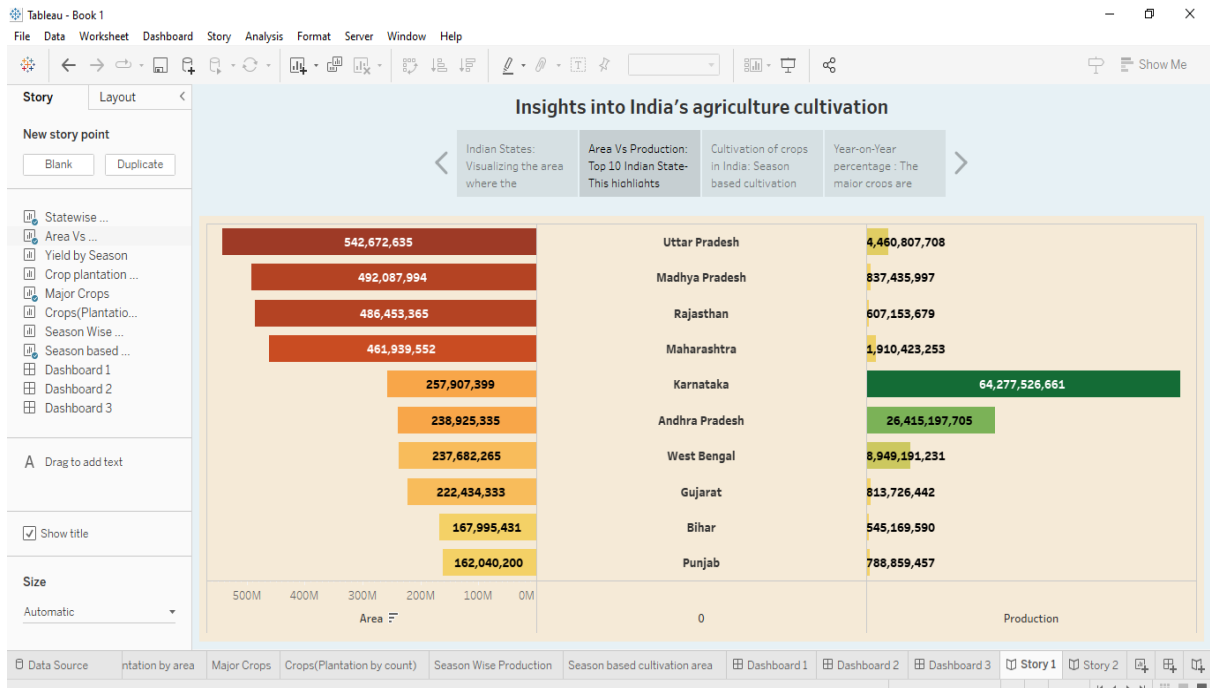 Tableau - Book 1
File Data Worksheet Dashboard Story Analysis Format Server Window Help
Show Me
Story Layout
New story point
Blank Duplicate
Statewise ...
Area Vs ...
Yield by Season
Crop plantation ...
Major Crops
Crops(Plantatio...
Season Wise ...
Season based ...
Dashboard 1
Dashboard 2
Dashboard 3
A Drag to add text
Show title
Size
Automatic
Insights into India's agriculture cultivation
Indian States:
Visualizing the area
where the
Area Vs Production:
Top 10 Indian State-
This highlights
Cultivation of crops
in India: Season
based cultivation
Year-on-Year
percentage : The
major crops are
542,672,635 Uttar Pradesh 4,460,807,708
492,087,994 Madhya Pradesh 837,435,997
486,453,365 Rajasthan 607,153,679
461,939,552 Maharashtra 1,910,423,253
257,907,399 Karnataka 64,277,526,661
238,925,335 Andhra Pradesh 26,415,197,705
237,682,265 West Bengal 8,949,191,231
222,434,333 Gujarat 813,726,442
167,995,431 Bihar 545,169,590
162,040,200 Punjab 788,859,457
500M 400M 300M 200M 100M 0M
Area 0 Production
Data Source ntation by area Major Crops Crops(Plantation by count) Season Wise Production Season based cultivation area Dashboard 1 Dashboard 2 Dashboard 3 Story 1 Story 2